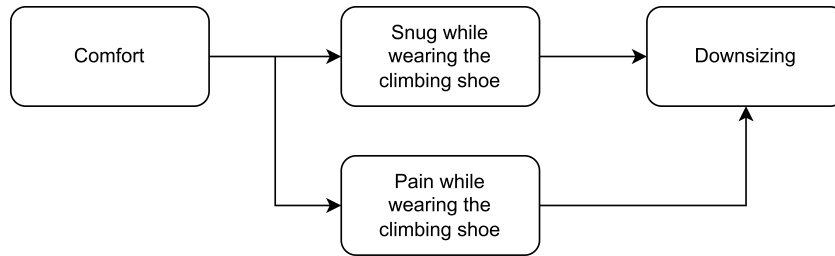 Comfort
Snug while
wearing the
climbing shoe
Downsizing
Pain while
wearing the
climbing shoe